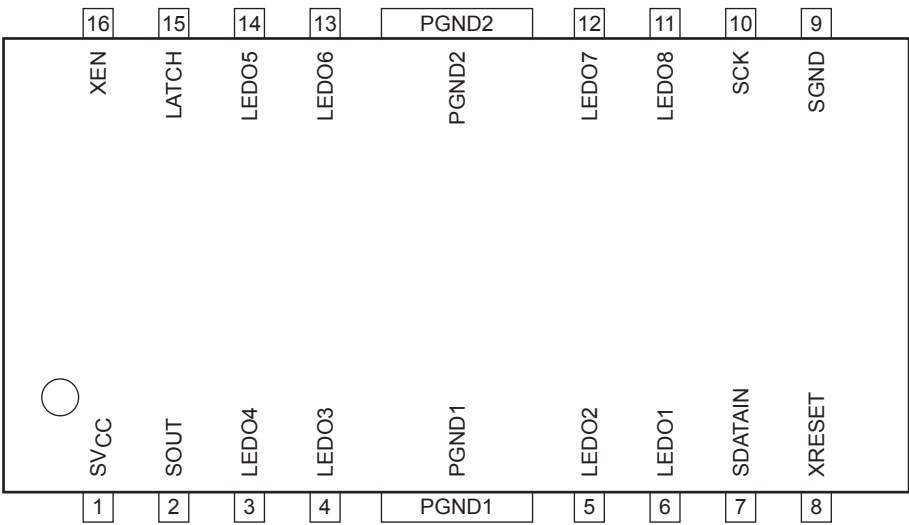 16 15 14 13 PGND2 12 11 10 9
XEN LATCH LEDO5 LEDO6 PGND2 LEDO7 LEDO8 SCK SGND
SVCC SOUT LEDO4 LEDO3 PGND1 LEDO2 LEDO1 SDATAIN XRESET
1 2 3 4 PGND1 5 6 7 8